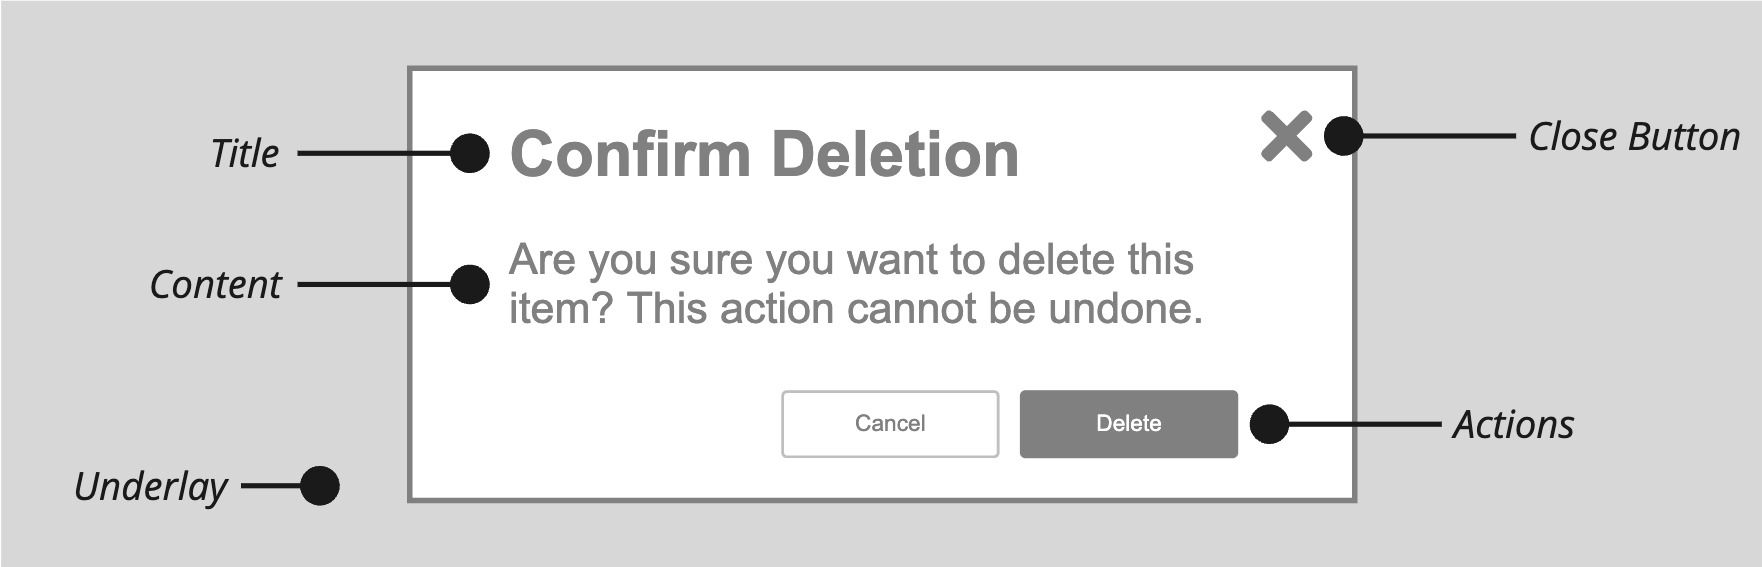 Title
Confirm Deletion
Close Button
Content
Are you sure you want to delete this
item? This action cannot be undone.
Cancel
Delete
Actions
Underlay